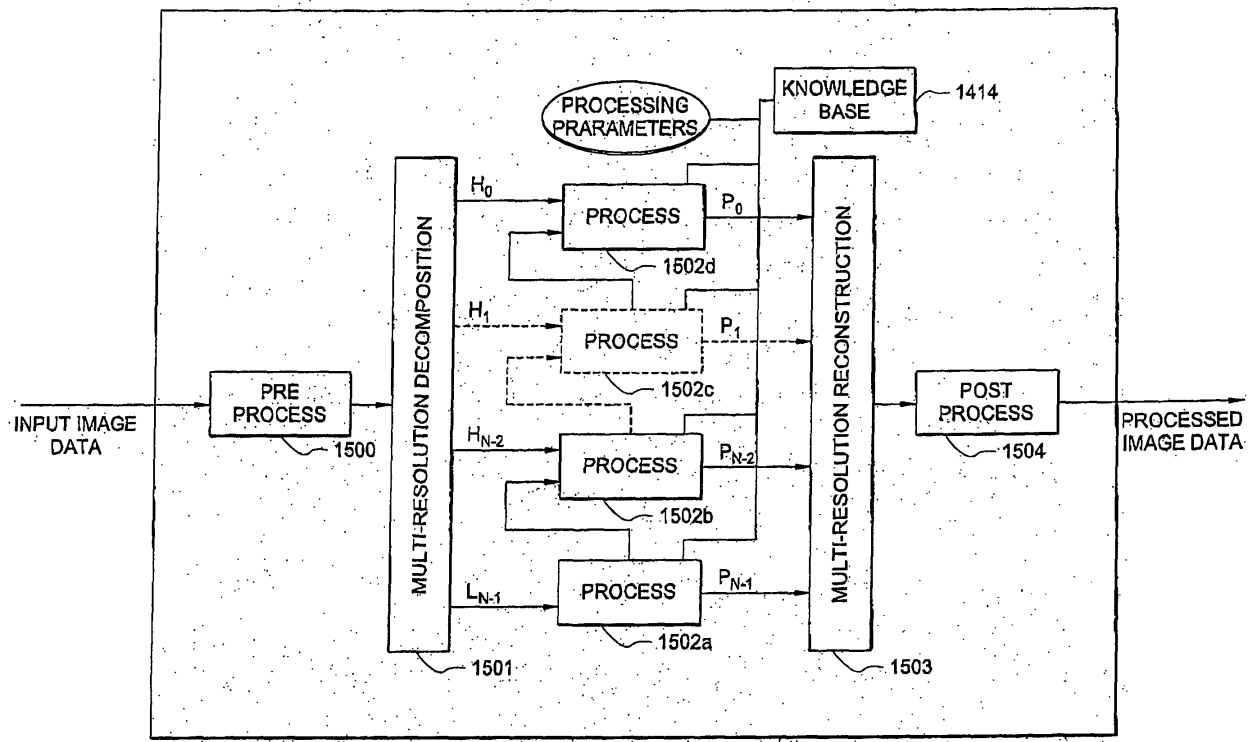 KNOWLEDGE
BASE
1414
PROCESSING
PRARAMETERS
H0
PROCESS
P0
1502d
H1
PROCESS
P1
1502c
MULTI-RESOLUTION DECOMPOSITION
MULTI-RESOLUTION RECONSTRUCTION
INPUT IMAGE
DATA
PRE
PROCESS
1500
POST
PROCESS
1504
PROCESSED
IMAGE DATA
HN-2
PROCESS
PN-2
1502b
LN-1
PROCESS
PN-1
1502a
1501
1503